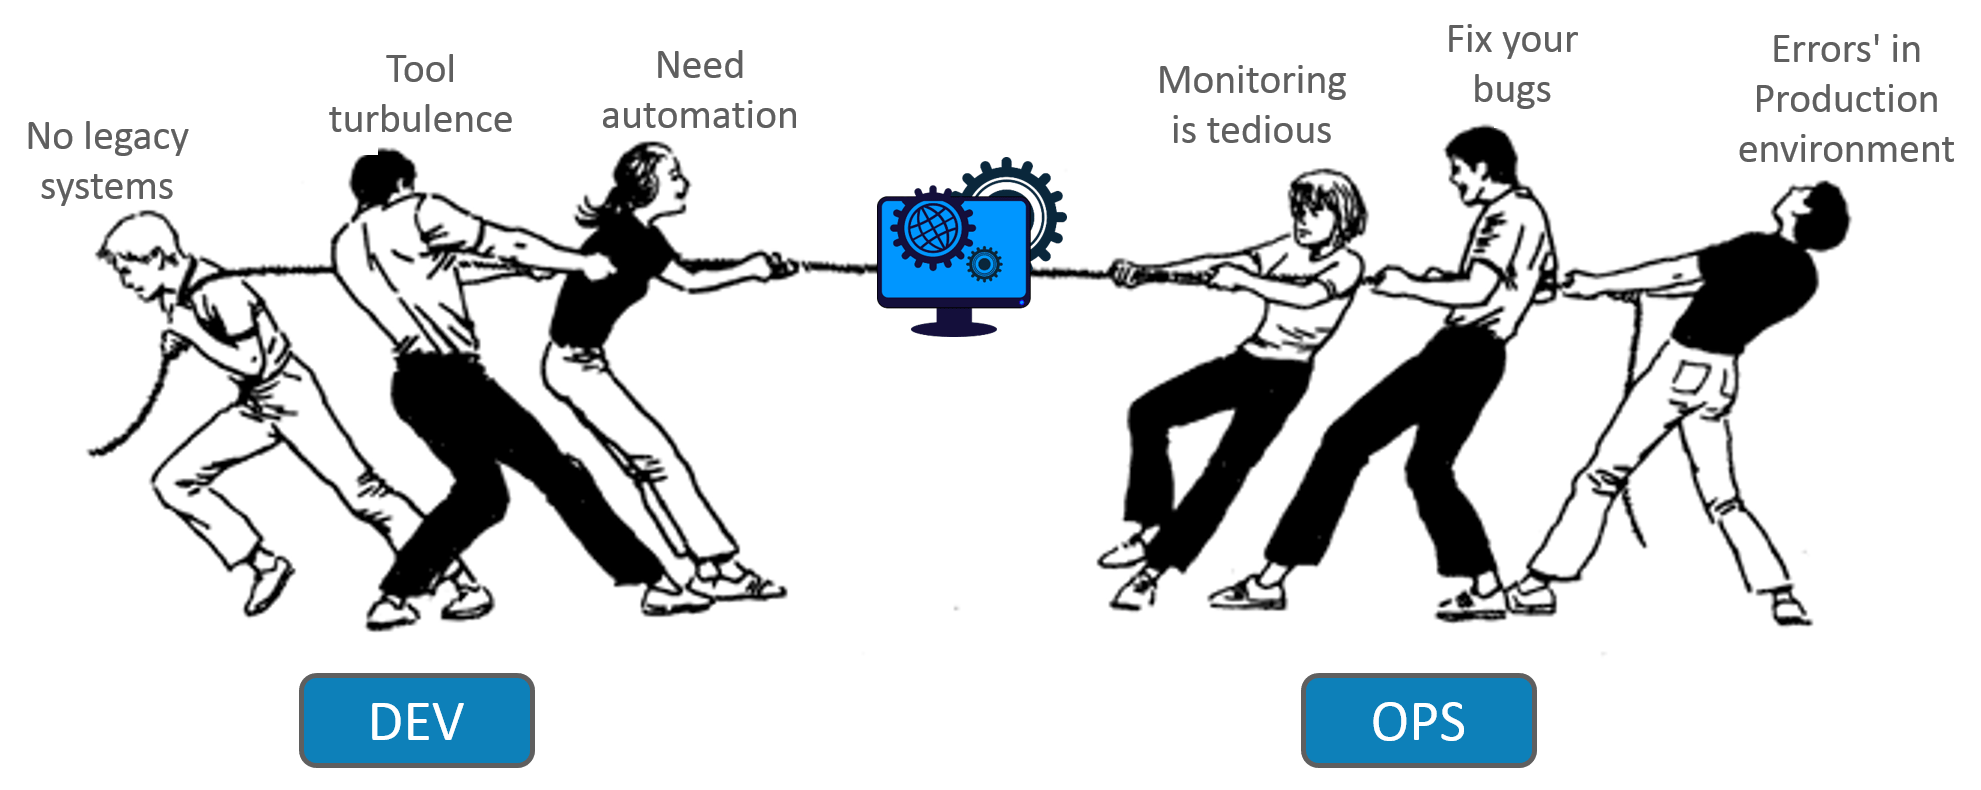 No legacy
systems
Tool
turbulence
Need
automation
Monitoring
is tedious
Fix your
bugs
Errors' in
Production
environment
DEV
OPS